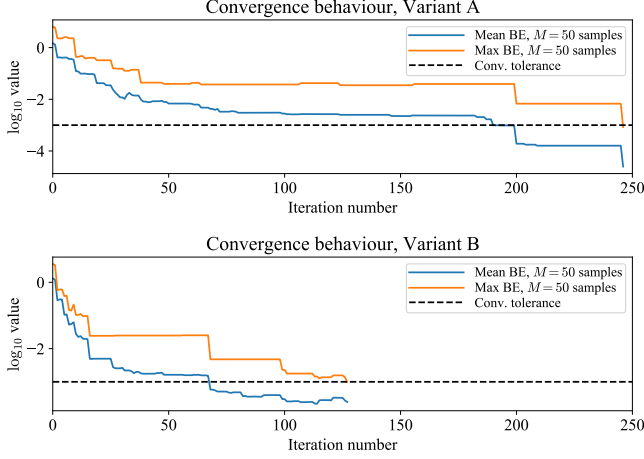 Convergence behaviour, Variant A
log₁₀ value
0
−2
−4
Mean BE, M = 50 samples
Max BE, M = 50 samples
Conv. tolerance
0 50 100 150 200 250
Iteration number
Convergence behaviour, Variant B
log₁₀ value
0
−2
Mean BE, M = 50 samples
Max BE, M = 50 samples
Conv. tolerance
0 50 100 150 200 250
Iteration number